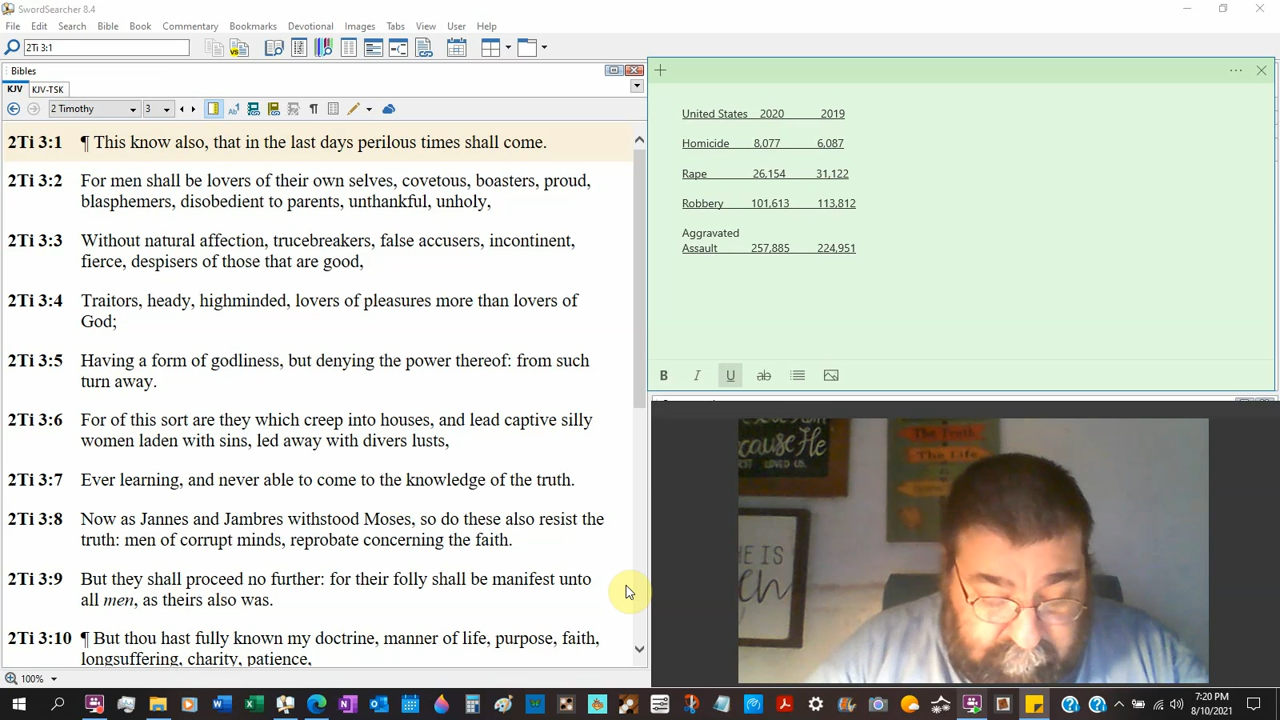 SwordSearcher 8.4
File Edit Search Bible Book Commentary Bookmarks Devotional Images Tabs View User Help
2Ti 3:1
Bibles
KJV KJV-TSK
2 Timothy 3
2Ti 3:1 ¶ This know also, that in the last days perilous times shall come.
2Ti 3:2 For men shall be lovers of their own selves, covetous, boasters, proud,
blasphemers, disobedient to parents, unthankful, unholy,
2Ti 3:3 Without natural affection, trucebreakers, false accusers, incontinent,
fierce, despisers of those that are good,
2Ti 3:4 Traitors, heady, highminded, lovers of pleasures more than lovers of
God;
2Ti 3:5 Having a form of godliness, but denying the power thereof: from such
turn away.
2Ti 3:6 For of this sort are they which creep into houses, and lead captive silly
women laden with sins, led away with divers lusts,
2Ti 3:7 Ever learning, and never able to come to the knowledge of the truth.
2Ti 3:8 Now as Jannes and Jambres withstood Moses, so do these also resist the
truth: men of corrupt minds, reprobate concerning the faith.
2Ti 3:9 But they shall proceed no further: for their folly shall be manifest unto
all men, as theirs also was.
2Ti 3:10 ¶ But thou hast fully known my doctrine, manner of life, purpose, faith,
longsuffering, charity, patience,
100%
United States 2020 2019
Homicide 8,077 6,087
Rape 26,154 31,122
Robbery 101,613 113,812
Aggravated
Assault 257,885 224,951
B I U ab
because He
FIRST LOVED US.
The Truth
The Life
HE IS
7:20 PM
8/10/2021